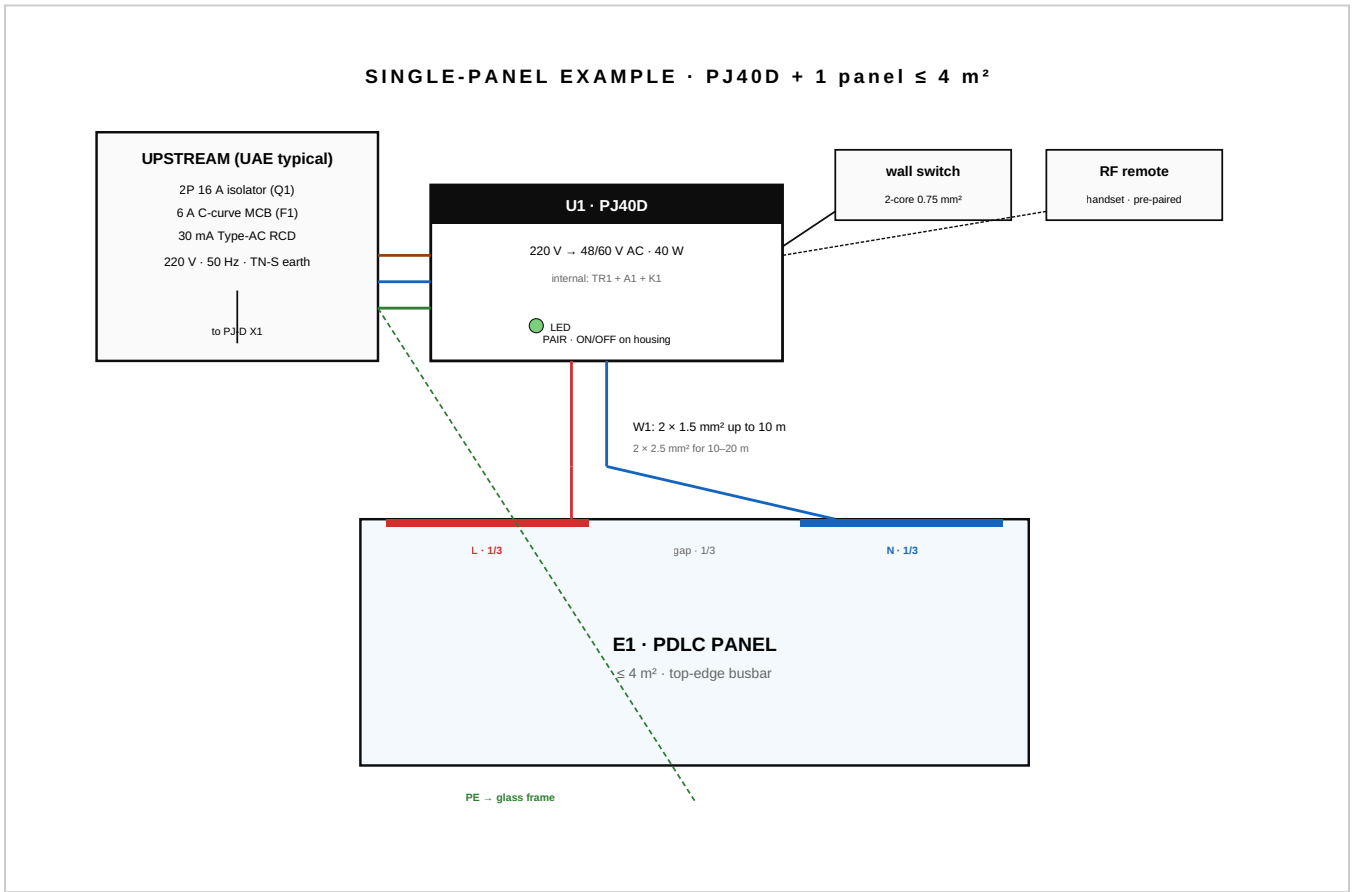 SINGLE-PANEL EXAMPLE · PJ40D + 1 panel ≤ 4 m²
UPSTREAM (UAE typical)
2P 16 A isolator (Q1)
6 A C-curve MCB (F1)
30 mA Type-AC RCD
220 V · 50 Hz · TN-S earth
to PJ-D X1
U1 · PJ40D
220 V → 48/60 V AC · 40 W
internal: TR1 + A1 + K1
LED
PAIR · ON/OFF on housing
wall switch
2-core 0.75 mm²
RF remote
handset · pre-paired
W1: 2 × 1.5 mm² up to 10 m
2 × 2.5 mm² for 10–20 m
L · 1/3
gap · 1/3
N · 1/3
E1 · PDLC PANEL
≤ 4 m² · top-edge busbar
PE → glass frame